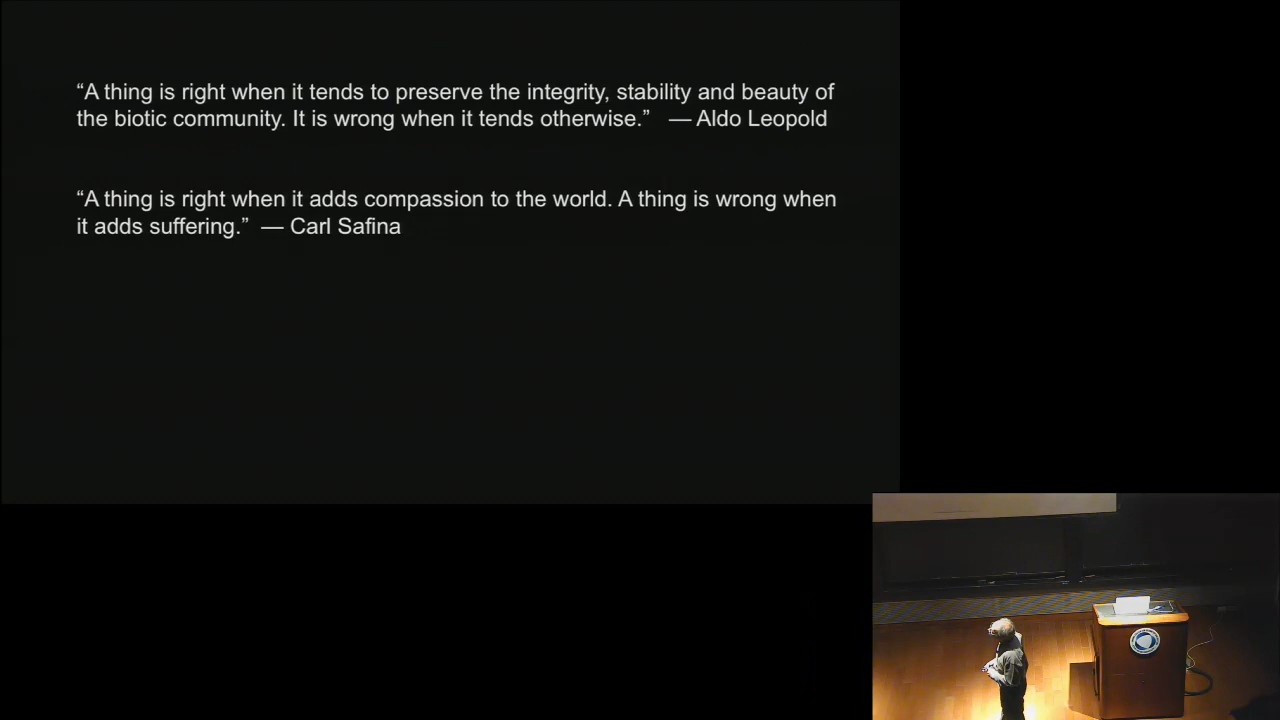 “A thing is right when it tends to preserve the integrity, stability and beauty of
the biotic community. It is wrong when it tends otherwise.”   — Aldo Leopold
“A thing is right when it adds compassion to the world. A thing is wrong when
it adds suffering.”  — Carl Safina